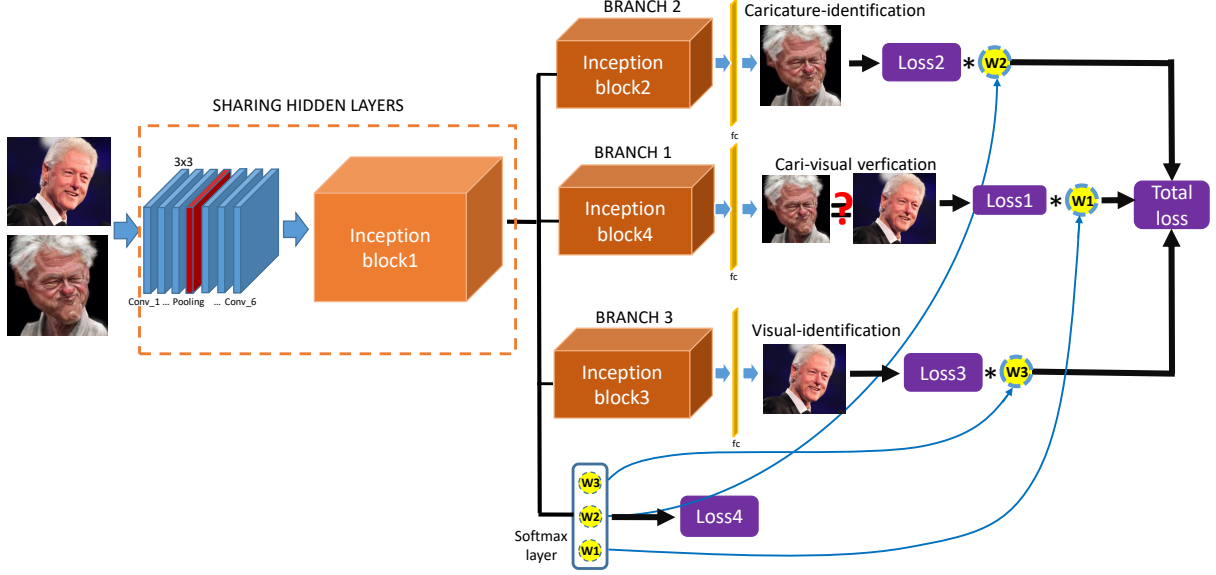 BRANCH 2
Caricature-identification
Inception
block2
fc
Loss2
*
W2
SHARING HIDDEN LAYERS
3x3
Conv_1 ... Pooling ... Conv_6
Inception
block1
BRANCH 1
Cari-visual verfication
Inception
block4
fc
?
=
Loss1
*
W1
Total
loss
BRANCH 3
Visual-identification
Inception
block3
fc
Loss3
*
W3
W3
W2
W1
Softmax
layer
Loss4